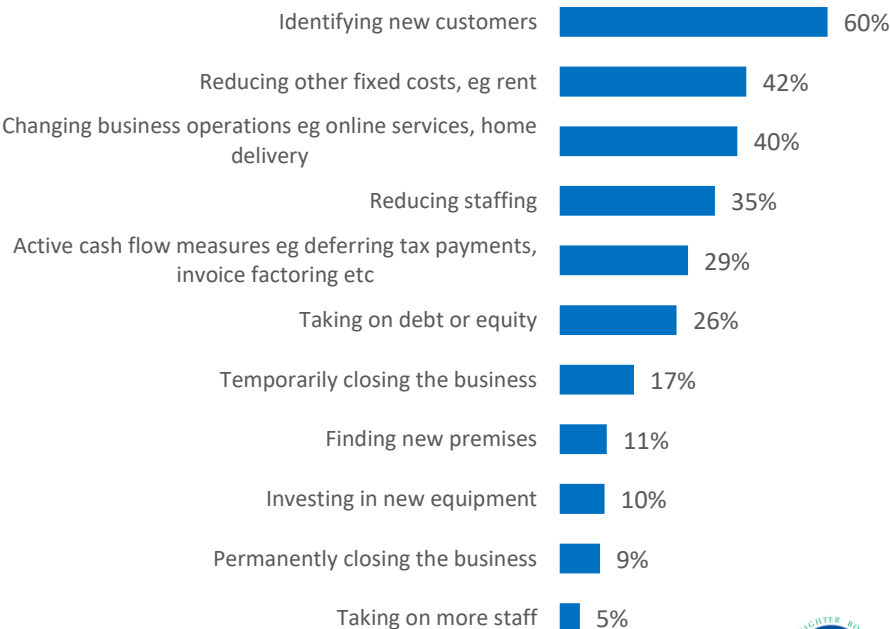 Identifying new customers 60%
Reducing other fixed costs, eg rent 42%
Changing business operations eg online services, home
delivery 40%
Reducing staffing 35%
Active cash flow measures eg deferring tax payments,
invoice factoring etc 29%
Taking on debt or equity 26%
Temporarily closing the business 17%
Finding new premises 11%
Investing in new equipment 10%
Permanently closing the business 9%
Taking on more staff 5%